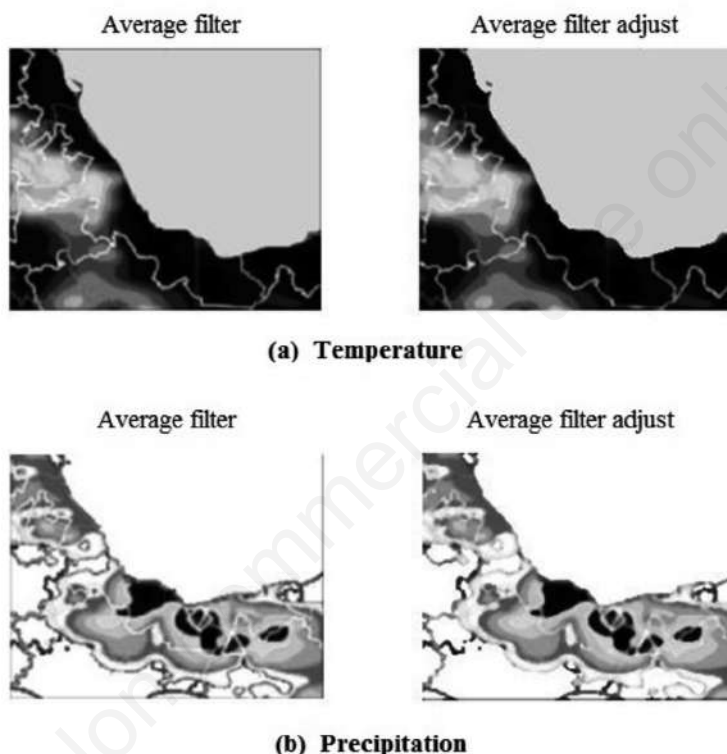 Average filter
Average filter adjust
(a) Temperature
Average filter
Average filter adjust
(b) Precipitation